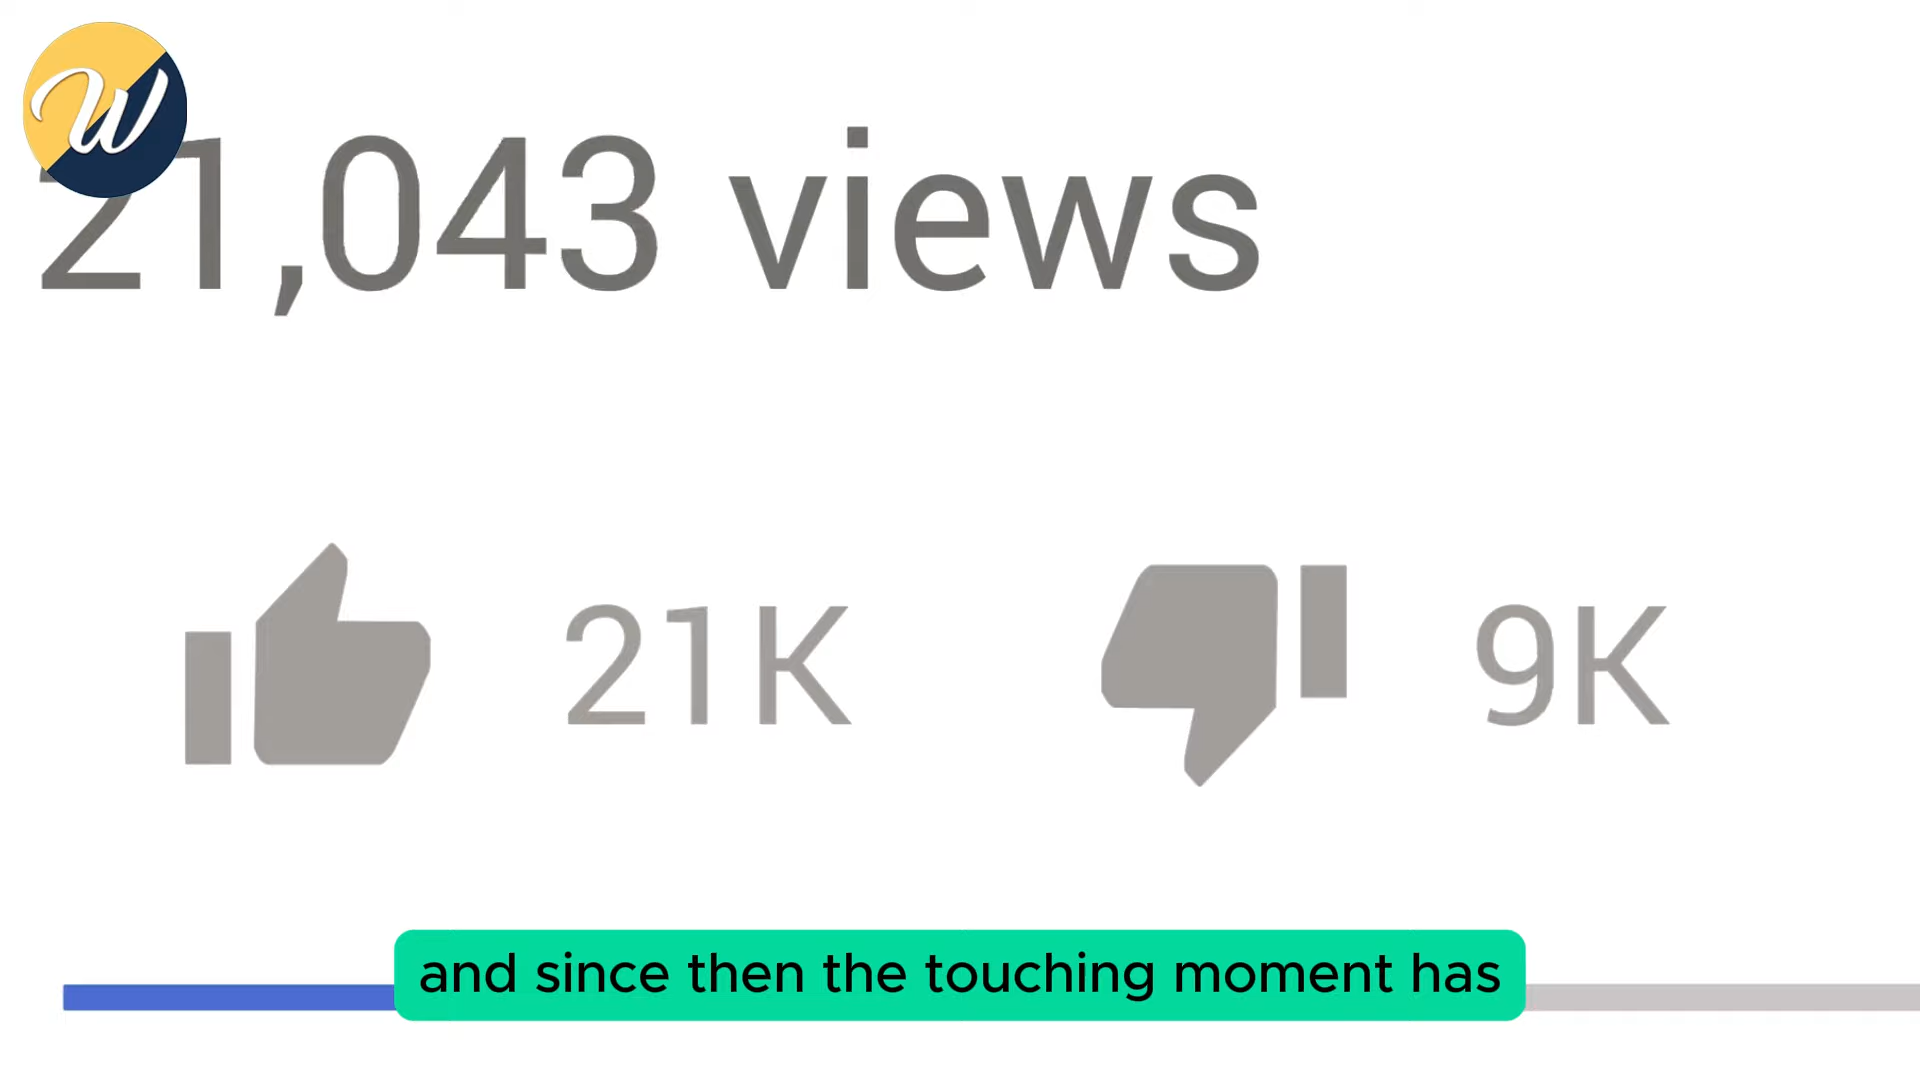 W
21,043 views
21K 9K
and since then the touching moment has